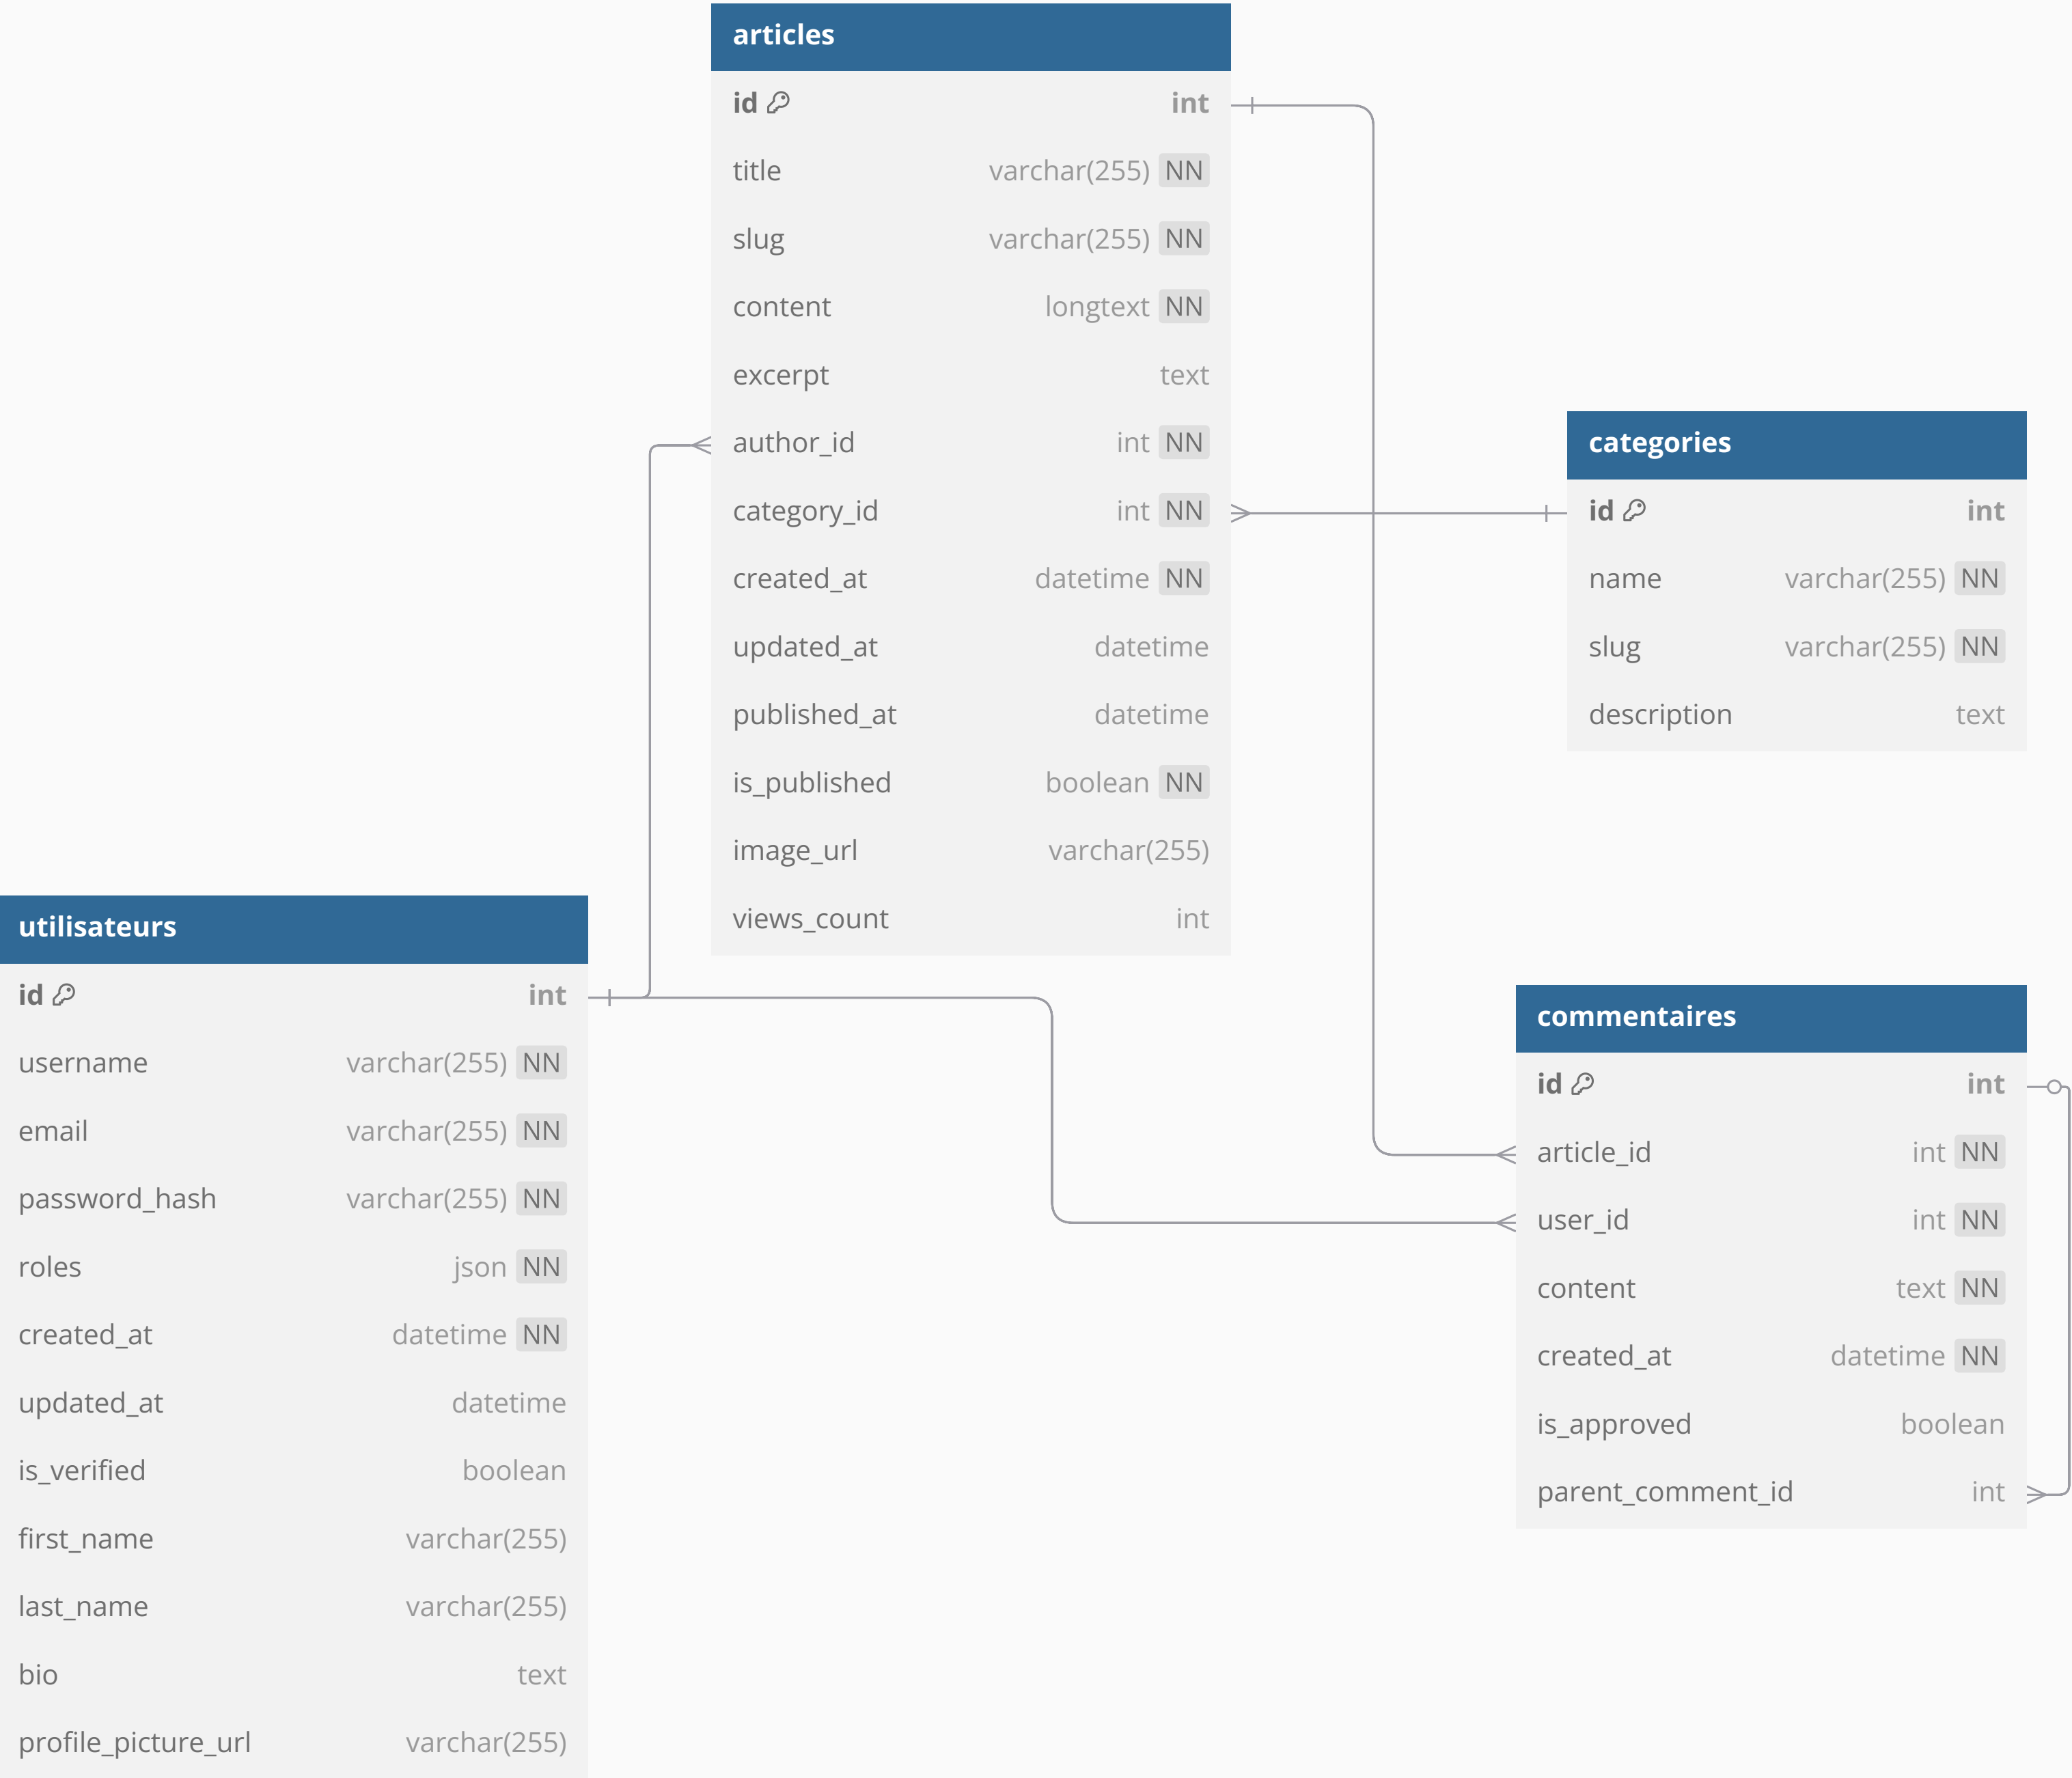 articles
id int
title varchar(255) NN
slug varchar(255) NN
content longtext NN
excerpt text
author_id int NN
category_id int NN
created_at datetime NN
updated_at datetime
published_at datetime
is_published boolean NN
image_url varchar(255)
views_count int
categories
id int
name varchar(255) NN
slug varchar(255) NN
description text
utilisateurs
id int
username varchar(255) NN
email varchar(255) NN
password_hash varchar(255) NN
roles json NN
created_at datetime NN
updated_at datetime
is_verified boolean
first_name varchar(255)
last_name varchar(255)
bio text
profile_picture_url varchar(255)
commentaires
id int
article_id int NN
user_id int NN
content text NN
created_at datetime NN
is_approved boolean
parent_comment_id int